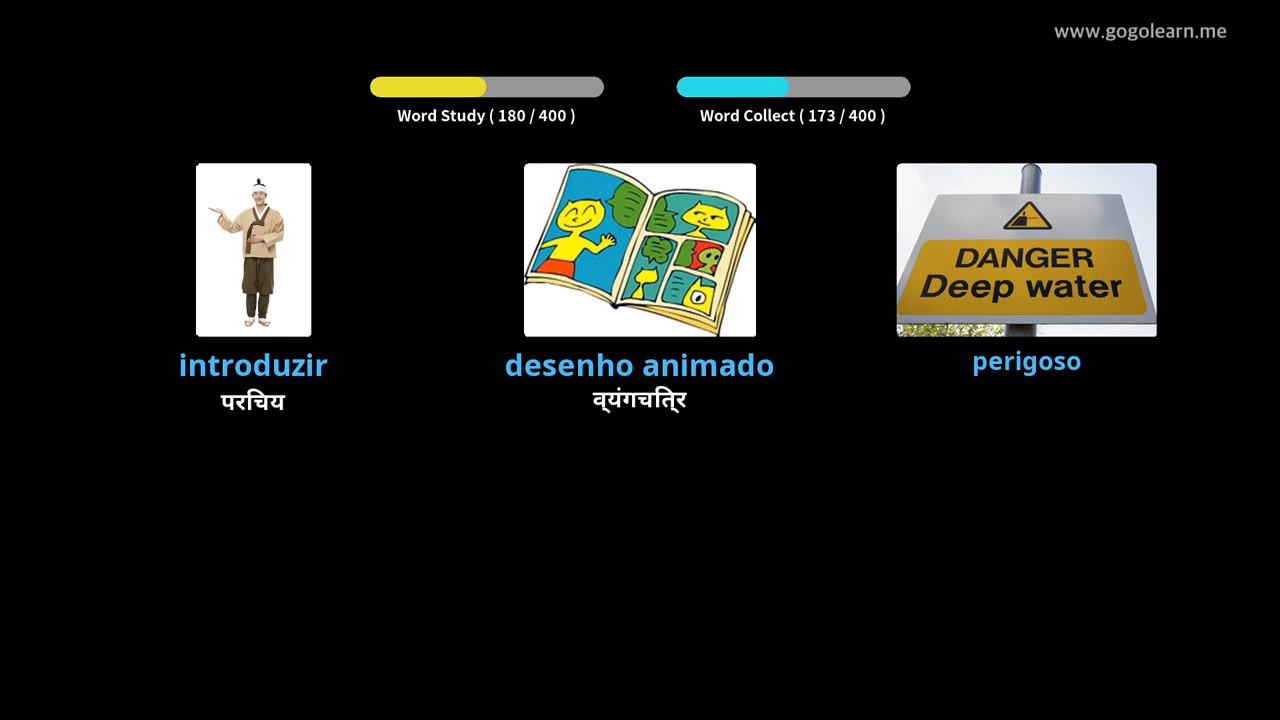 www.gogolearn.me
Word Study ( 180 / 400 )
Word Collect ( 173 / 400 )
DANGER
Deep water
introduzir
desenho animado
perigoso
परिचय
व्यंगचित्र